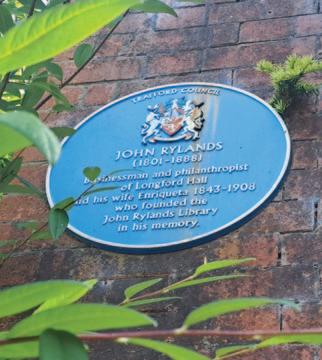 TRAFFORD COUNCIL
JOHN RYLANDS
(1801-1888)
Businessman and philanthropist
of Longford Hall
and his wife Enriqueta 1843-1908
who founded the
John Rylands Library
in his memory.